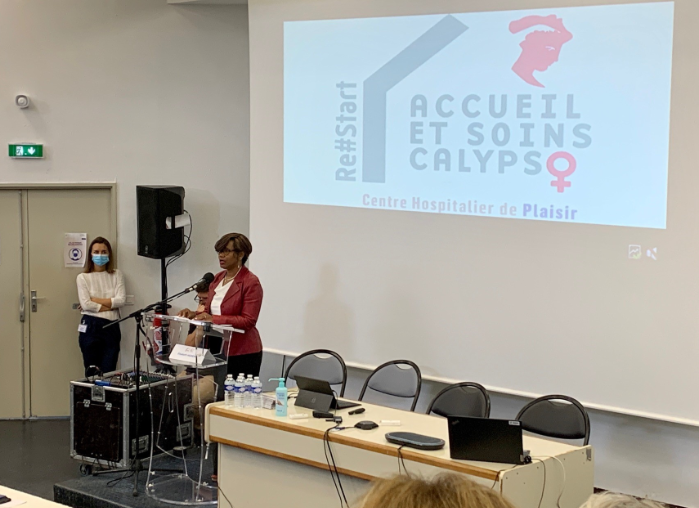 Re#Start
ACCUEIL
ET SOINS
CALYPSO
Centre Hospitalier de Plaisir